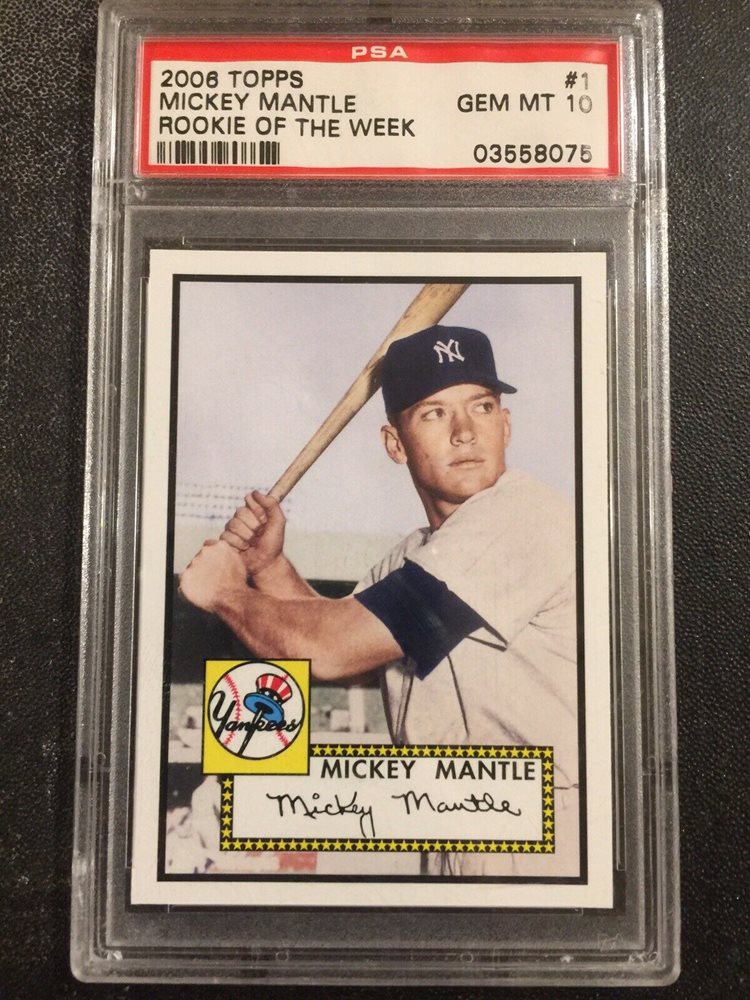 PSA
2006 TOPPS #1
MICKEY MANTLE GEM MT 10
ROOKIE OF THE WEEK
03558075
NY
Yankees
MICKEY MANTLE
Mickey Mantle